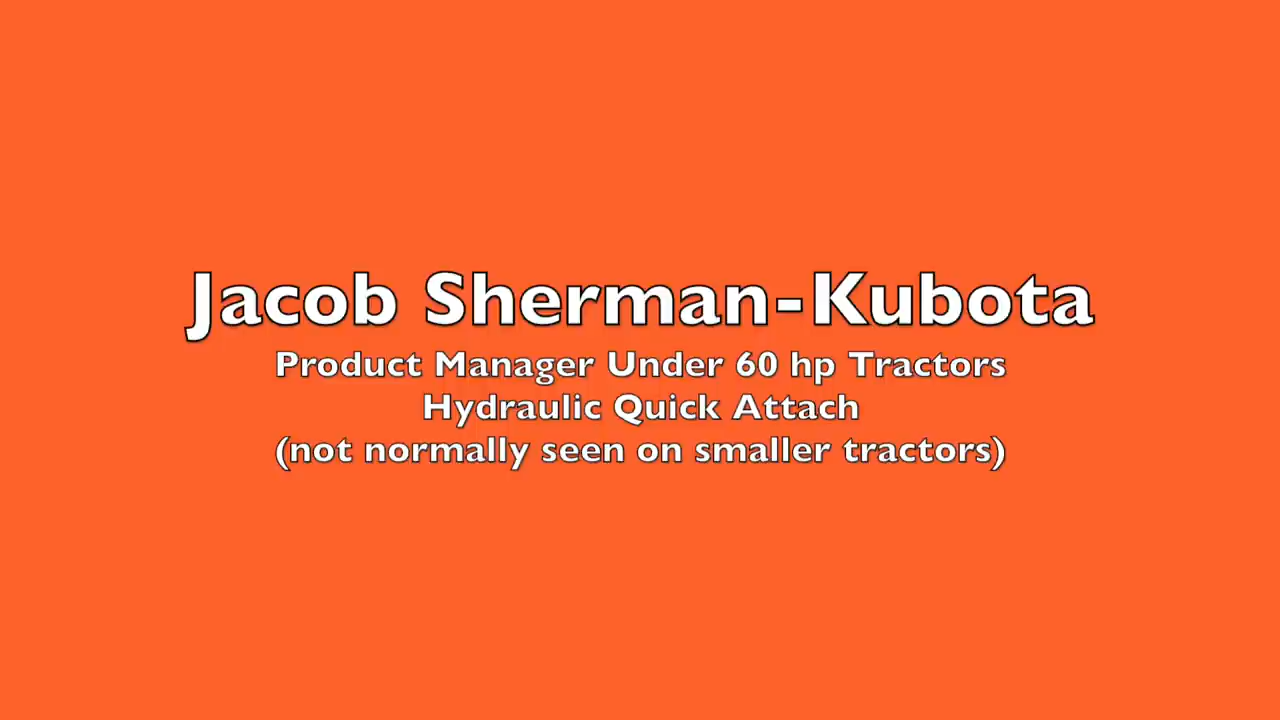 Jacob Sherman-Kubota
Product Manager Under 60 hp Tractors
Hydraulic Quick Attach
(not normally seen on smaller tractors)